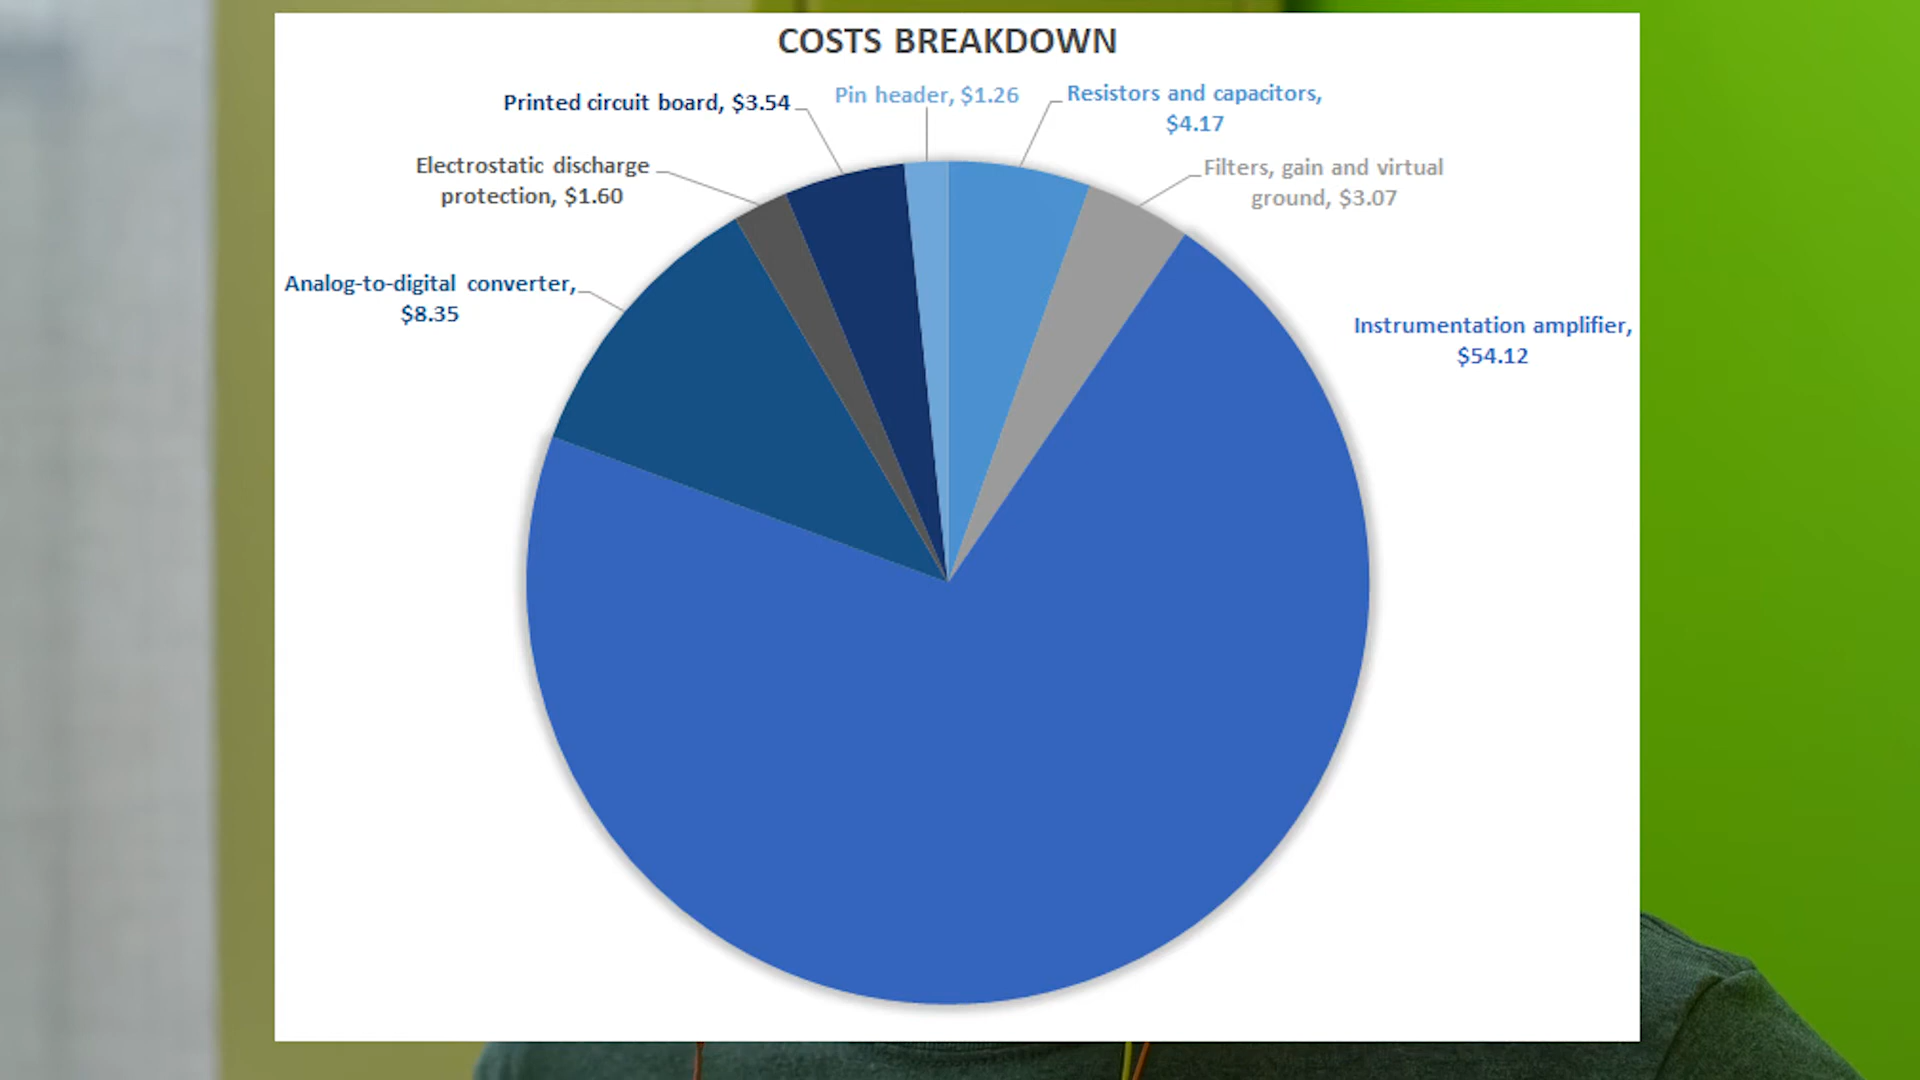 COSTS BREAKDOWN
Printed circuit board, $3.54
Pin header, $1.26
Resistors and capacitors,
$4.17
Electrostatic discharge
protection, $1.60
Filters, gain and virtual
ground, $3.07
Analog-to-digital converter,
$8.35
Instrumentation amplifier,
$54.12